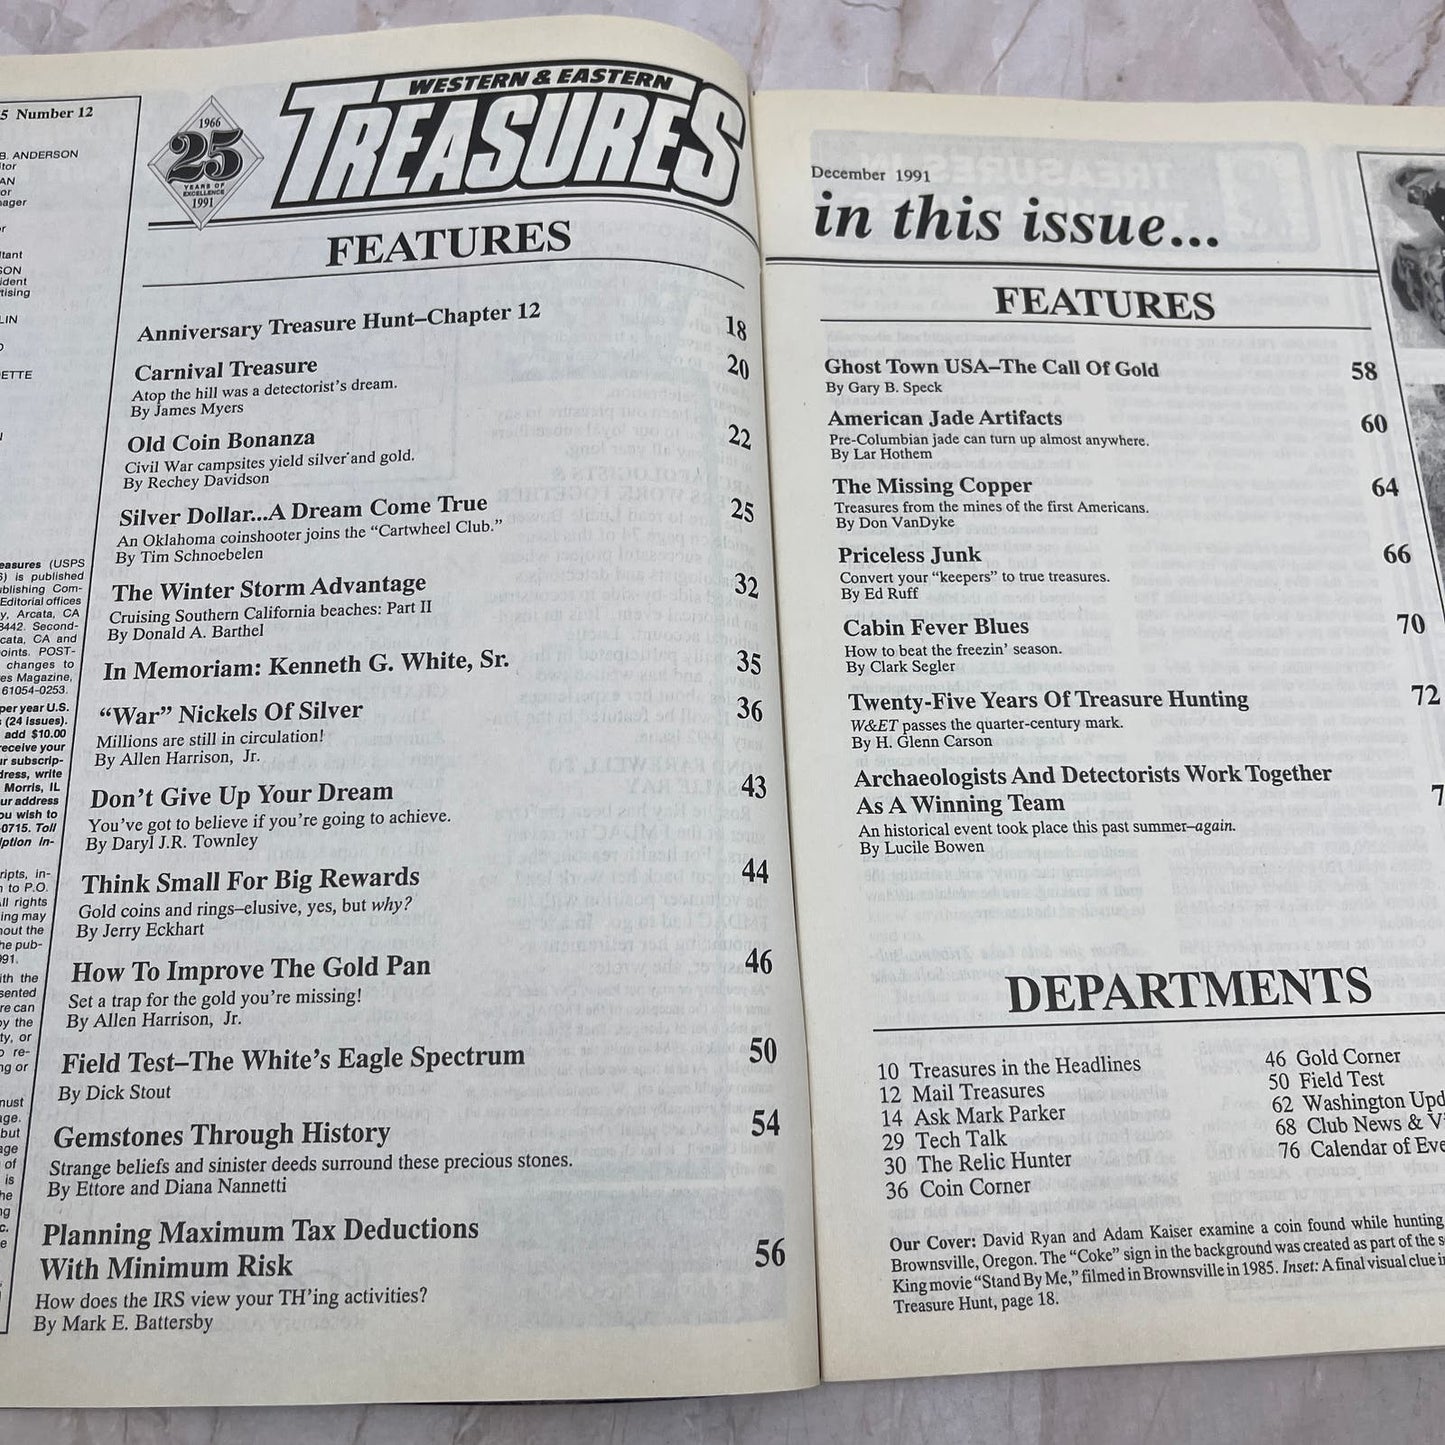 5 Number 12
B. ANDERSON
WESTERN & EASTERN
TREASURES
1966
25
YEARS OF
EXCELLENCE
1991
FEATURES
Anniversary Treasure Hunt–Chapter 12 18
Carnival Treasure 20
Atop the hill was a detectorist's dream.
By James Myers
Old Coin Bonanza 22
Civil War campsites yield silver and gold.
By Rechey Davidson
Silver Dollar...A Dream Come True 25
An Oklahoma coinshooter joins the “Cartwheel Club.”
By Tim Schnoebelen
The Winter Storm Advantage 32
Cruising Southern California beaches: Part II
By Donald A. Barthel
In Memoriam: Kenneth G. White, Sr. 35
“War” Nickels Of Silver 36
Millions are still in circulation!
By Allen Harrison, Jr.
Don't Give Up Your Dream 43
You've got to believe if you're going to achieve.
By Daryl J.R. Townley
Think Small For Big Rewards 44
Gold coins and rings–elusive, yes, but why?
By Jerry Eckhart
How To Improve The Gold Pan 46
Set a trap for the gold you're missing!
By Allen Harrison, Jr.
Field Test–The White's Eagle Spectrum 50
By Dick Stout
Gemstones Through History 54
Strange beliefs and sinister deeds surround these precious stones.
By Ettore and Diana Nannetti
Planning Maximum Tax Deductions
With Minimum Risk 56
How does the IRS view your TH'ing activities?
By Mark E. Battersby
December 1991
in this issue...
FEATURES
Ghost Town USA–The Call Of Gold 58
By Gary B. Speck
American Jade Artifacts 60
Pre-Columbian jade can turn up almost anywhere.
By Lar Hothem
The Missing Copper 64
Treasures from the mines of the first Americans.
By Don VanDyke
Priceless Junk 66
Convert your “keepers” to true treasures.
By Ed Ruff
Cabin Fever Blues 70
How to beat the freezin' season.
By Clark Segler
Twenty-Five Years Of Treasure Hunting 72
W&ET passes the quarter-century mark.
By H. Glenn Carson
Archaeologists And Detectorists Work Together
As A Winning Team 7
An historical event took place this past summer–again.
By Lucile Bowen
DEPARTMENTS
10 Treasures in the Headlines
12 Mail Treasures
14 Ask Mark Parker
29 Tech Talk
30 The Relic Hunter
36 Coin Corner
46 Gold Corner
50 Field Test
62 Washington Upd
68 Club News & V
76 Calendar of Eve
Our Cover: David Ryan and Adam Kaiser examine a coin found while hunting
Brownsville, Oregon. The “Coke” sign in the background was created as part of the s
King movie “Stand By Me,” filmed in Brownsville in 1985. Inset: A final visual clue i
Treasure Hunt, page 18.